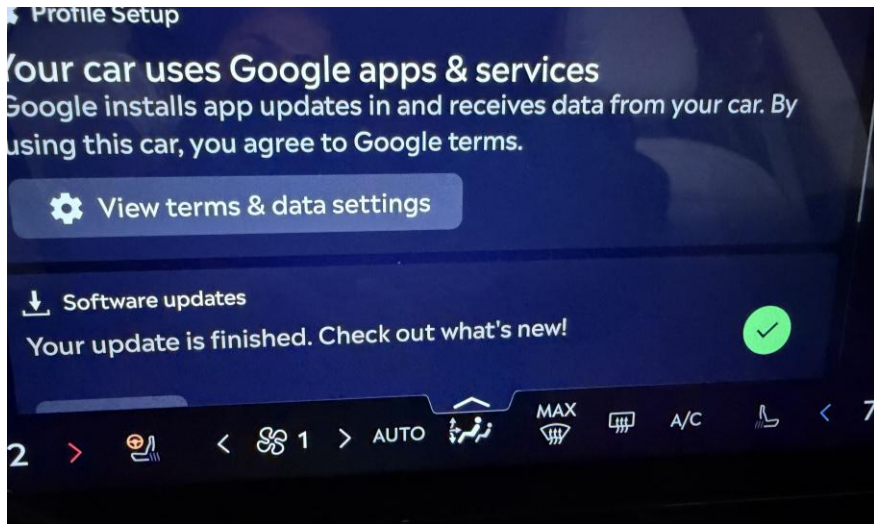 Profile Setup
Your car uses Google apps & services
Google installs app updates in and receives data from your car. By
using this car, you agree to Google terms.
View terms & data settings
Software updates
Your update is finished. Check out what's new!
2 > < 1 > AUTO MAX A/C < 7